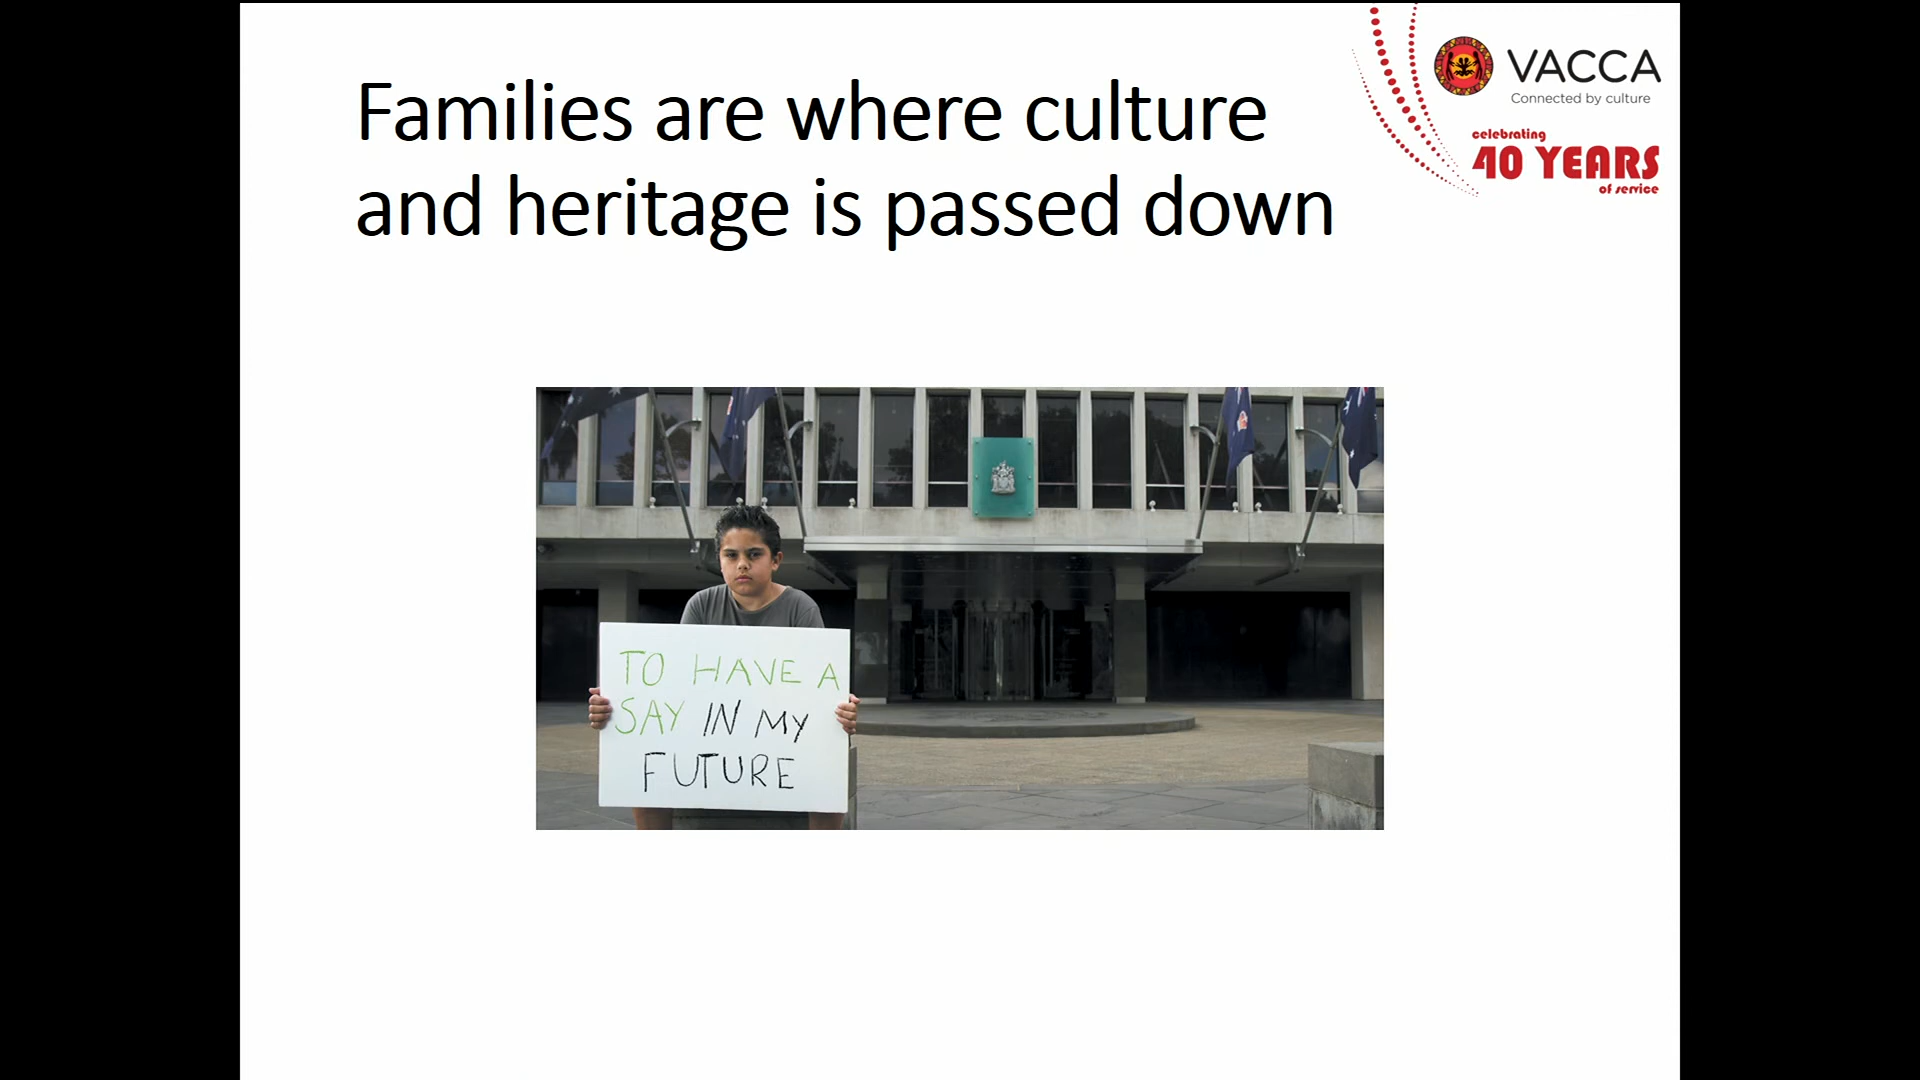 Families are where culture
and heritage is passed down
VACCA
Connected by culture
celebrating
40 YEARS
of service
TO HAVE A
SAY IN MY
FUTURE